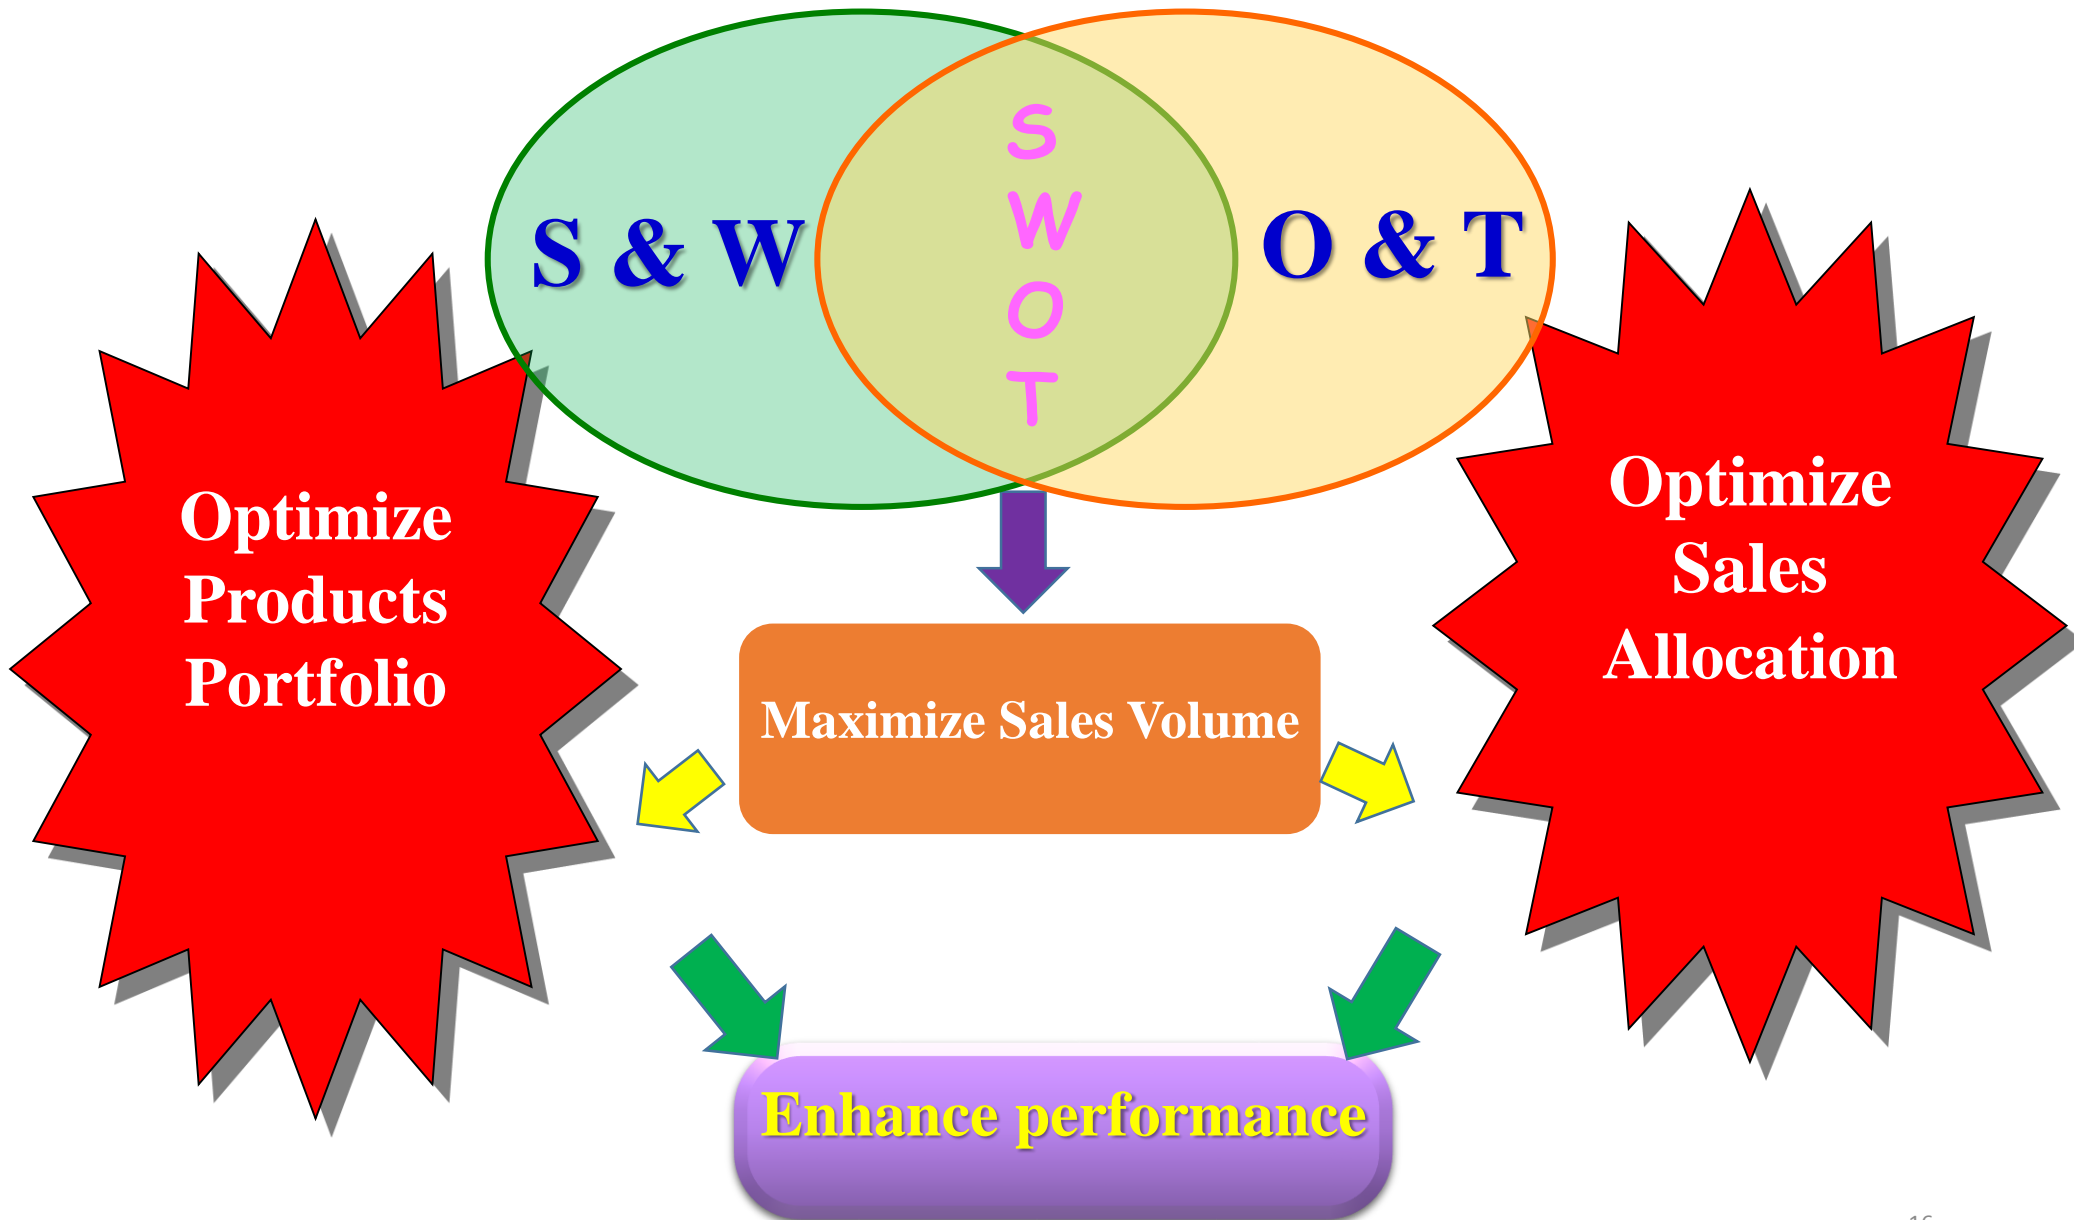 S & W
S
W
O
T
O & T
Optimize
Products
Portfolio
Optimize
Sales
Allocation
Maximize Sales Volume
Enhance performance